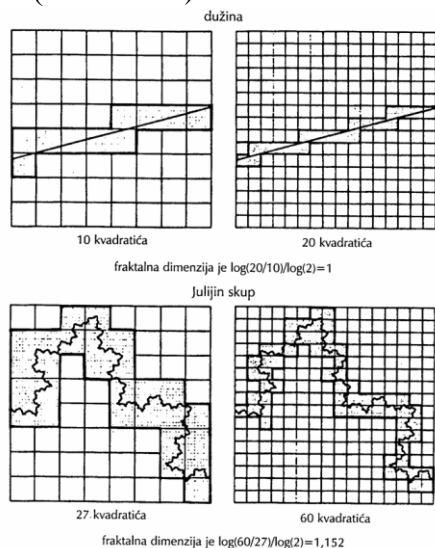 dužina
10 kvadratića
20 kvadratića
fraktalna dimenzija je log(20/10)/log(2)=1
Julijin skup
27 kvadratića
60 kvadratića
fraktalna dimenzija je log(60/27)/log(2)=1,152